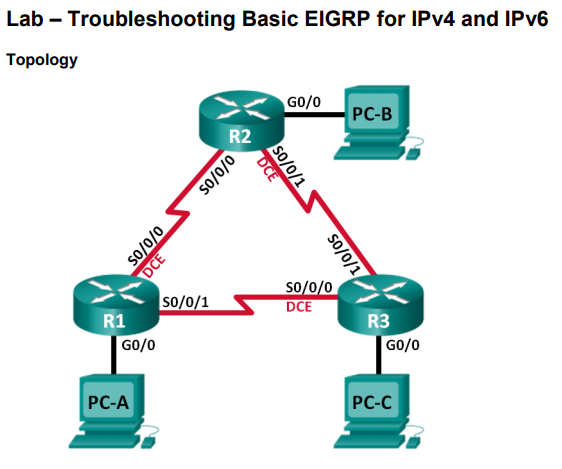 Lab – Troubleshooting Basic EIGRP for IPv4 and IPv6
Topology
G0/0
PC-B
R2
S0/0/0
DCE
S0/0/1
S0/0/0
DCE
S0/0/1
S0/0/1
S0/0/0
DCE
R1
R3
G0/0
G0/0
PC-A
PC-C